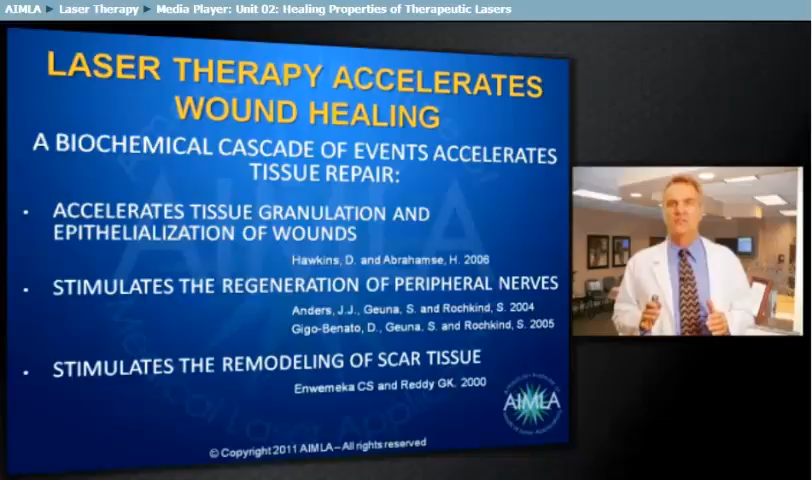 AIMLA ► Laser Therapy ► Media Player: Unit 02: Healing Properties of Therapeutic Lasers
LASER THERAPY ACCELERATES
WOUND HEALING
A BIOCHEMICAL CASCADE OF EVENTS ACCELERATES
TISSUE REPAIR:
• ACCELERATES TISSUE GRANULATION AND
EPITHELIALIZATION OF WOUNDS
Hawkins, D. and Abrahamse, H. 2006
• STIMULATES THE REGENERATION OF PERIPHERAL NERVES
Anders, J.J., Geuna, S. and Rochkind, S. 2004
Gigo-Benato, D., Geuna, S. and Rochkind, S. 2005
• STIMULATES THE REMODELING OF SCAR TISSUE
Enwemeka CS and Reddy GK. 2000
AIMLA
© Copyright 2011 AIMLA – All rights reserved